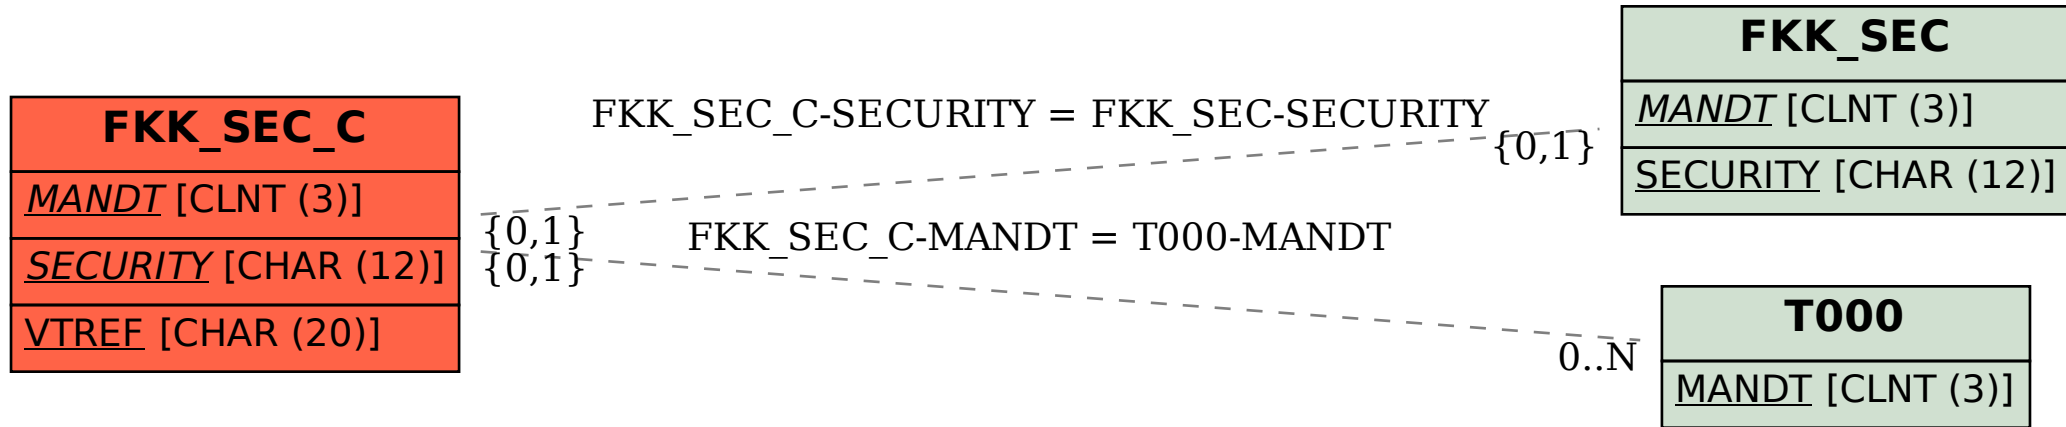 FKK_SEC_C
MANDT [CLNT (3)]
SECURITY [CHAR (12)]
VTREF [CHAR (20)]
FKK_SEC_C-SECURITY = FKK_SEC-SECURITY
{0,1}
{0,1}
FKK_SEC_C-MANDT = T000-MANDT
{0,1}
0..N
FKK_SEC
MANDT [CLNT (3)]
SECURITY [CHAR (12)]
T000
MANDT [CLNT (3)]